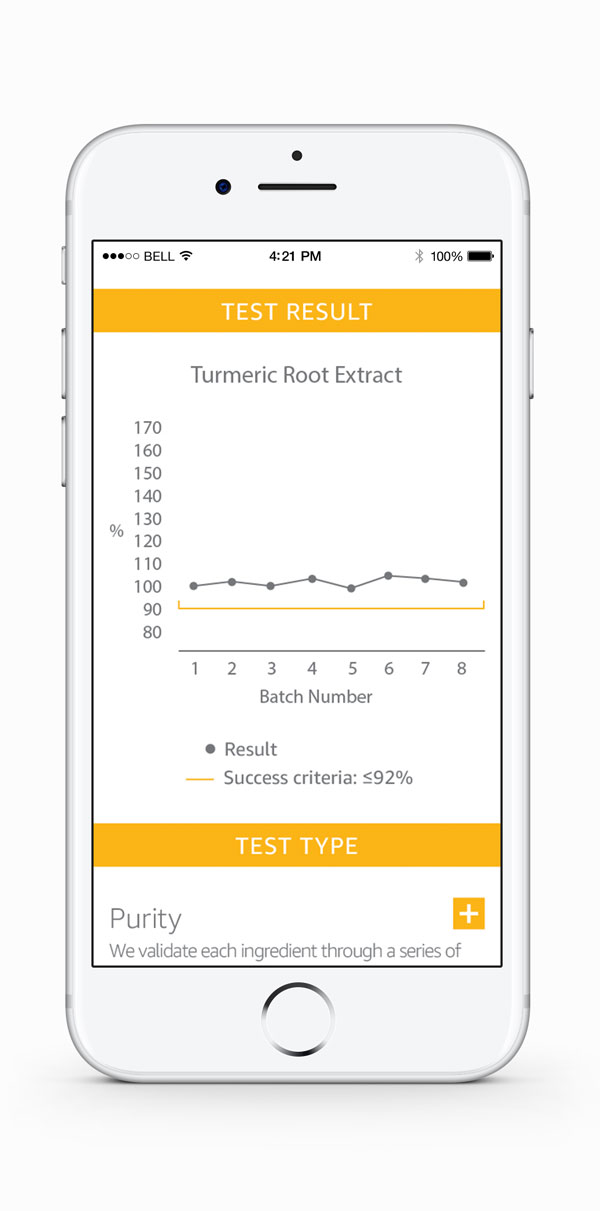 BELL 4:21 PM 100%
TEST RESULT
Turmeric Root Extract
170
160
150
140
130
%
120
110
100
90
80
1 2 3 4 5 6 7 8
Batch Number
Result
Success criteria: ≤92%
TEST TYPE
Purity
We validate each ingredient through a series of